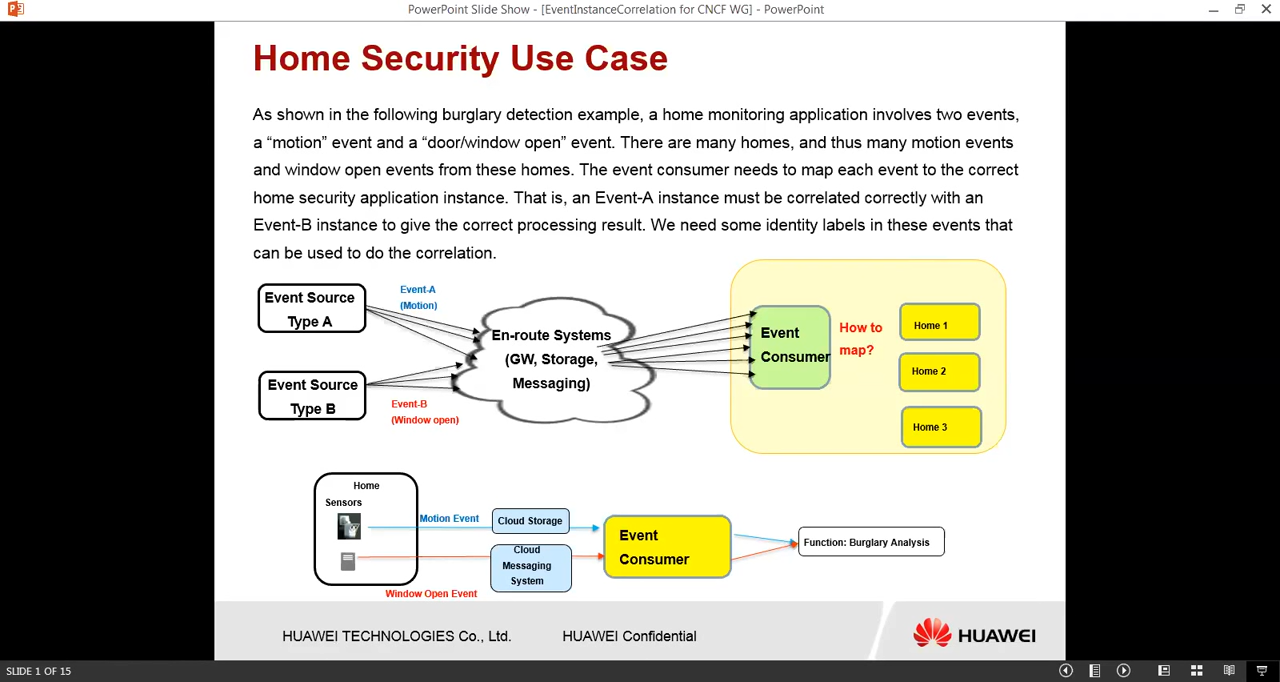 PowerPoint Slide Show - [EventInstanceCorrelation for CNCF WG] - PowerPoint
Home Security Use Case
As shown in the following burglary detection example, a home monitoring application involves two events,
a “motion” event and a “door/window open” event. There are many homes, and thus many motion events
and window open events from these homes. The event consumer needs to map each event to the correct
home security application instance. That is, an Event-A instance must be correlated correctly with an
Event-B instance to give the correct processing result. We need some identity labels in these events that
can be used to do the correlation.
Event Source
Type A
Event-A
(Motion)
Event Source
Type B
Event-B
(Window open)
En-route Systems
(GW, Storage,
Messaging)
Event
Consumer
How to
map?
Home 1
Home 2
Home 3
Home
Sensors
Motion Event
Cloud Storage
Cloud
Messaging
System
Window Open Event
Event
Consumer
Function: Burglary Analysis
HUAWEI TECHNOLOGIES Co., Ltd.
HUAWEI Confidential
HUAWEI
SLIDE 1 OF 15